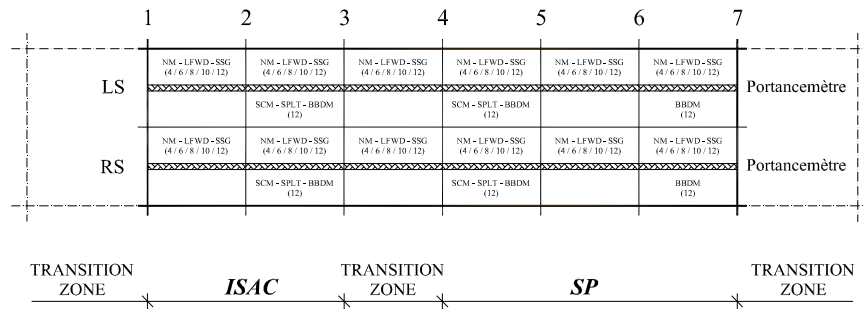 1 2 3 4 5 6 7
NM - LFWD - SSG NM - LFWD - SSG NM - LFWD - SSG NM - LFWD - SSG NM - LFWD - SSG NM - LFWD - SSG
(4 / 6 / 8 / 10 / 12) (4 / 6 / 8 / 10 / 12) (4 / 6 / 8 / 10 / 12) (4 / 6 / 8 / 10 / 12) (4 / 6 / 8 / 10 / 12) (4 / 6 / 8 / 10 / 12)
LS Portancemètre
SCM - SPLT - BBDM SCM - SPLT - BBDM BBDM
(12) (12) (12)
NM - LFWD - SSG NM - LFWD - SSG NM - LFWD - SSG NM - LFWD - SSG NM - LFWD - SSG NM - LFWD - SSG
(4 / 6 / 8 / 10 / 12) (4 / 6 / 8 / 10 / 12) (4 / 6 / 8 / 10 / 12) (4 / 6 / 8 / 10 / 12) (4 / 6 / 8 / 10 / 12) (4 / 6 / 8 / 10 / 12)
RS Portancemètre
SCM - SPLT - BBDM SCM - SPLT - BBDM BBDM
(12) (12) (12)
TRANSITION ZONE
ISAC
TRANSITION ZONE
SP
TRANSITION ZONE